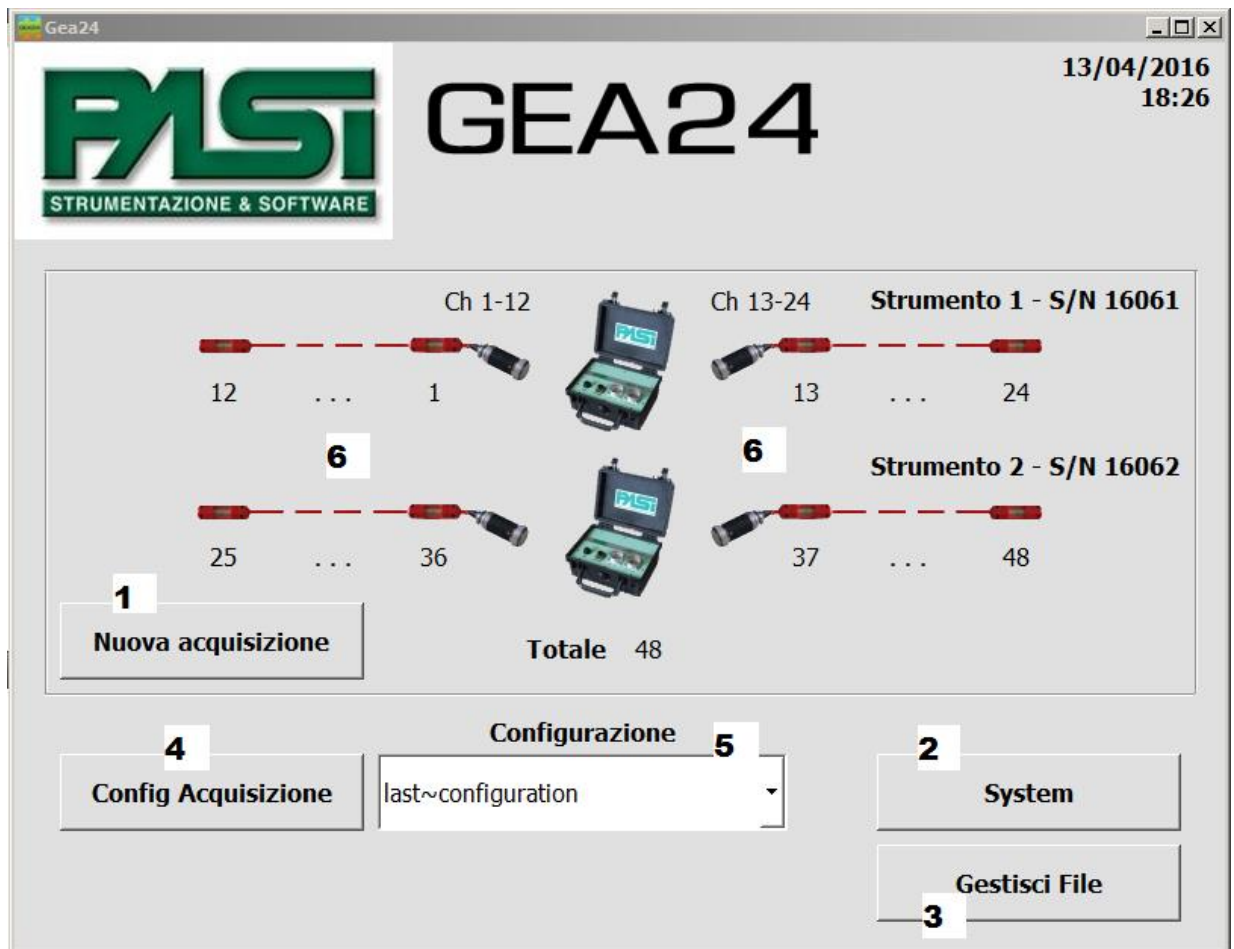 Gea24
13/04/2016
18:26
PASI
STRUMENTAZIONE & SOFTWARE
GEA24
Ch 1-12
Ch 13-24
Strumento 1 - S/N 16061
PASI
12 . . . 1
13 . . . 24
6
6
Strumento 2 - S/N 16062
PASI
25 . . . 36
37 . . . 48
1
Nuova acquisizione
Totale 48
Configurazione
4
5
2
Config Acquisizione
last~configuration
System
Gestisci File
3